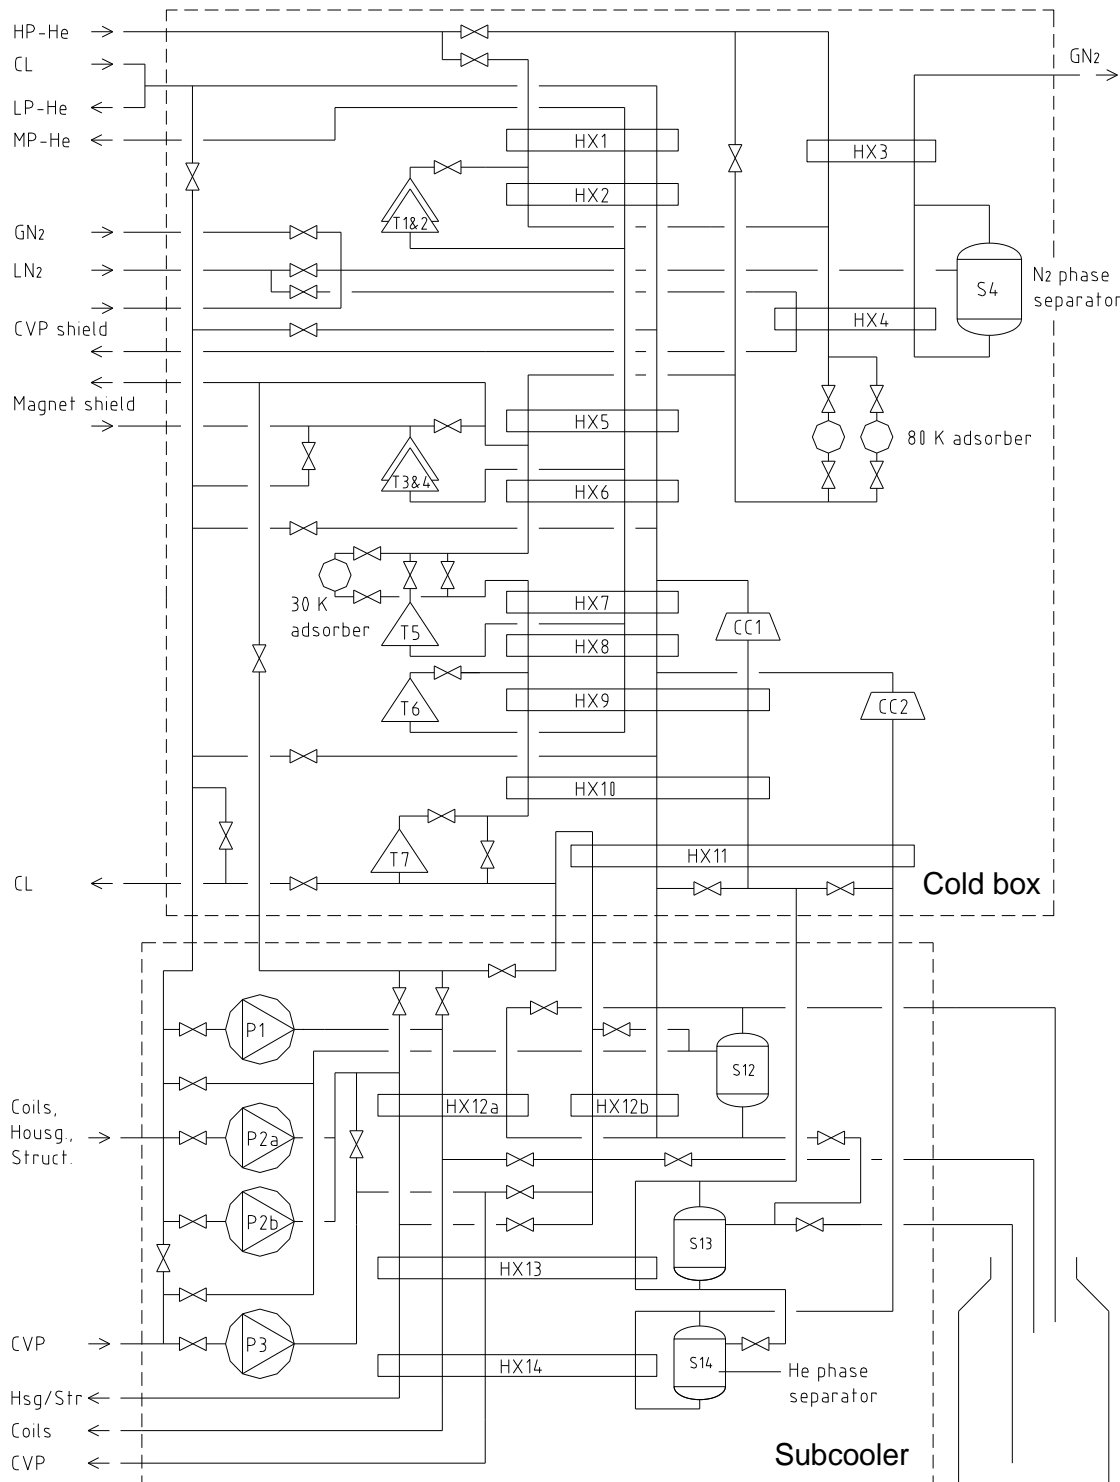 HP-He
GN2
CL
LP-He
MP-He
HX1
HX3
HX2
T1&2
GN2
LN2
N2 phase
separator
S4
HX4
CVP shield
Magnet shield
HX5
80 K adsorber
T3&4
HX6
30 K
adsorber
HX7
CC1
T5
HX8
HX9
T6
CC2
HX10
T7
HX11
CL
Cold box
P1
S12
Coils,
Housg.,
Struct.
HX12a
HX12b
P2a
P2b
S13
HX13
CVP
P3
HX14
S14
He phase
separator
Hsg/Str
Coils
CVP
Subcooler